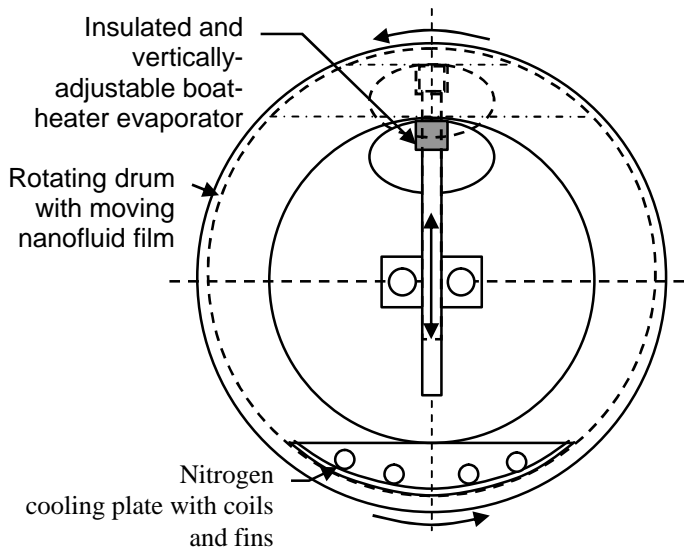 Insulated and
vertically-
adjustable boat-
heater evaporator
Rotating drum
with moving
nanofluid film
Nitrogen
cooling plate with coils
and fins